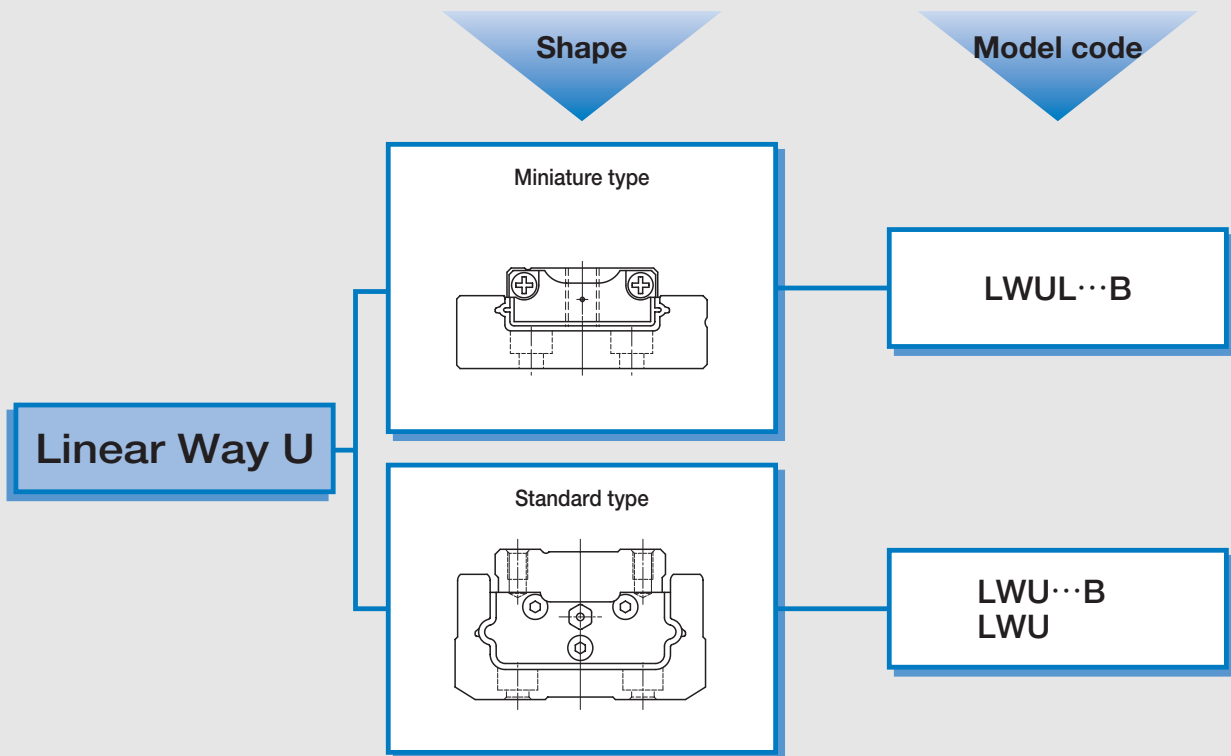 Shape
Model code
Miniature type
LWUL···B
Linear Way U
Standard type
LWU···B
LWU